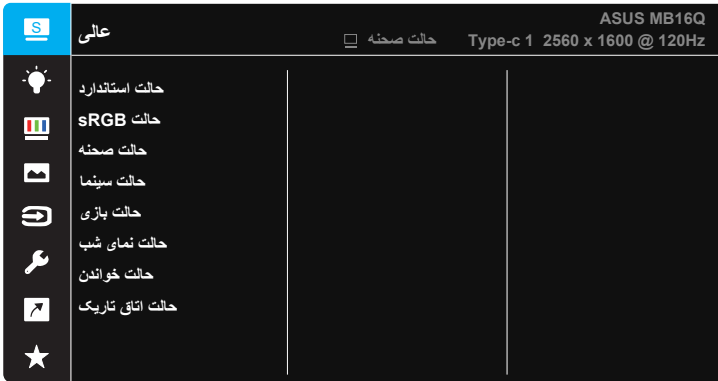 S
عالی
ASUS MB16Q
حالت صحنه
Type-c 1 2560 x 1600 @ 120Hz
حالت استاندارد
حالت sRGB
حالت صحنه
حالت سینما
حالت بازی
حالت نمای شب
حالت خواندن
حالت اتاق تاریک